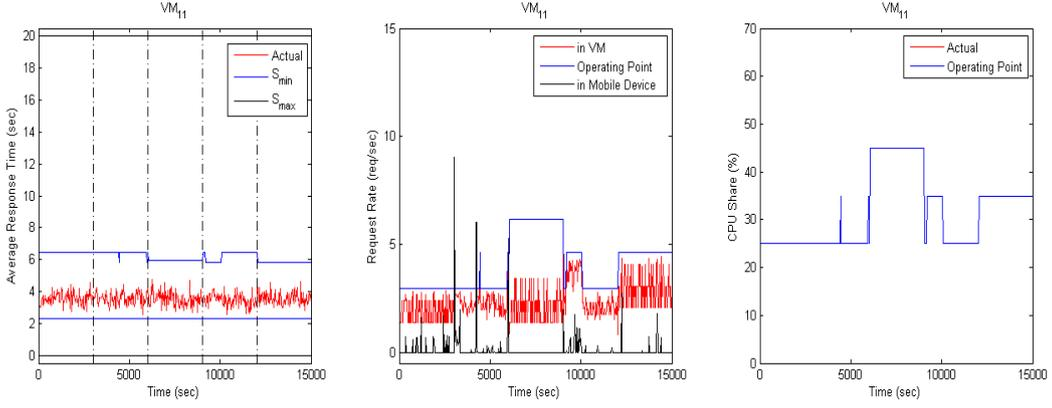 VM11
Average Response Time (sec)
20
18
16
14
12
10
8
6
4
2
0
Actual
Smin
Smax
0
5000
10000
15000
Time (sec)
VM11
Request Rate (req/sec)
15
10
5
0
in VM
Operating Point
in Mobile Device
0
5000
10000
15000
Time (sec)
VM11
CPU Share (%)
70
60
50
40
30
20
10
0
Actual
Operating Point
0
5000
10000
15000
Time (sec)